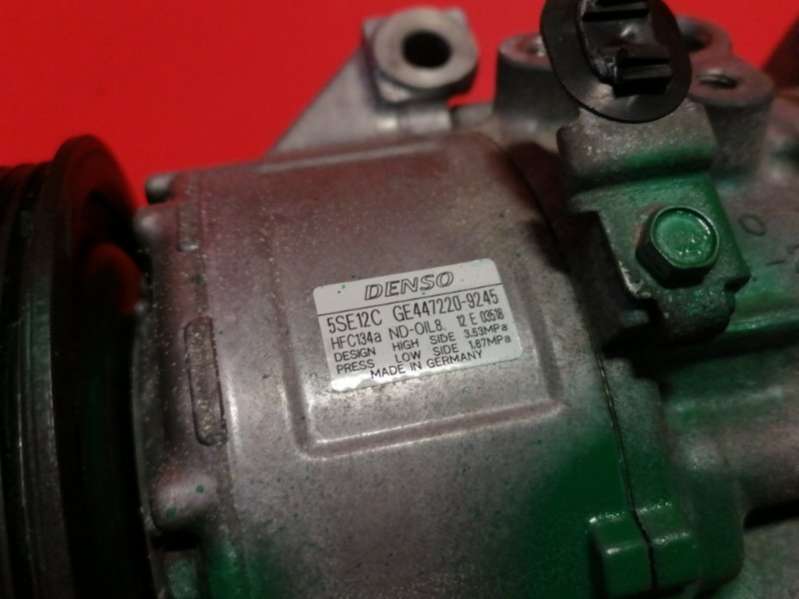 DENSO
5SE12C GE447220-9245
HFC134a ND-OIL8. 12 E 03518
DESIGN HIGH SIDE 3.53MPa
PRESS LOW SIDE 1.87MPa
MADE IN GERMANY